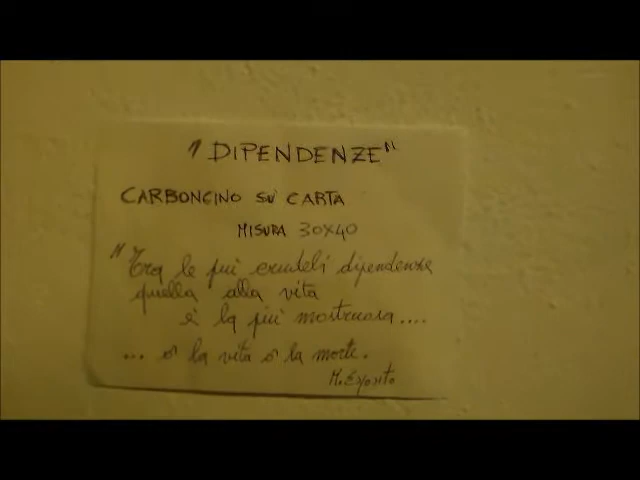 "DIPENDENZE"
CARBONCINO SU CARTA
MISURA 30X40
"Tra le più crudeli dipendenze
quella alla vita
è la più mostruosa....
... o la vita o la morte.
M. Esposito